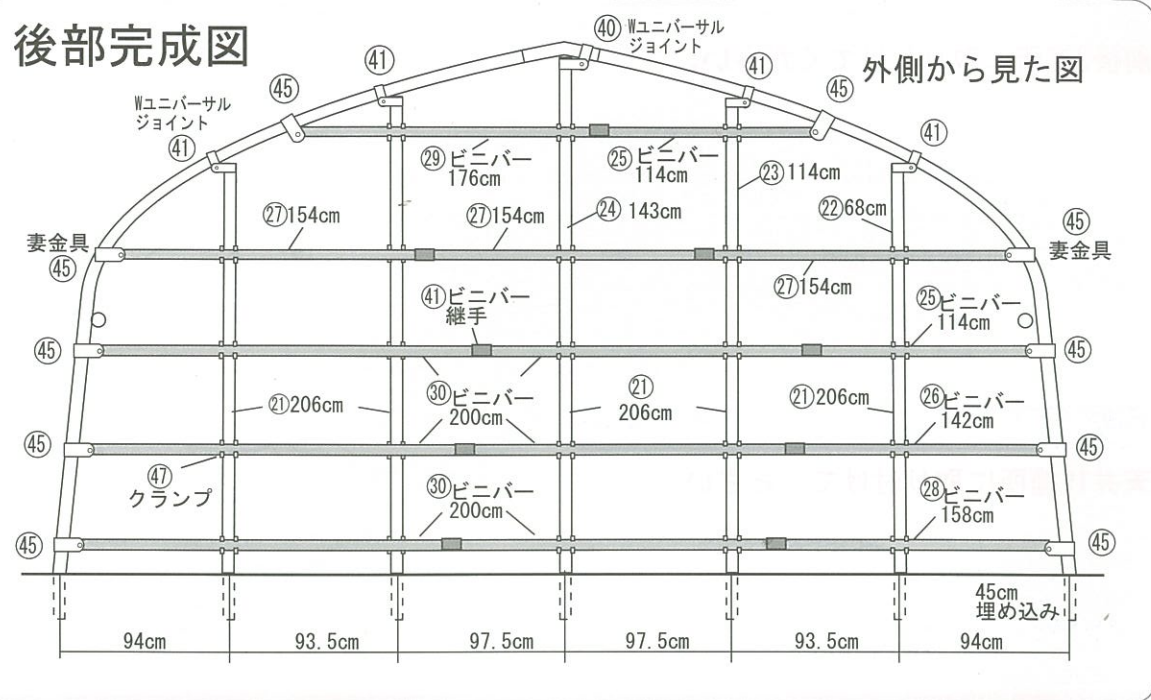 後部完成図
㊵ Wユニバーサル
ジョイント
外側から見た図
㊶
㊶
㊺
㊺
Wユニバーサル
ジョイント
㊶
㊶
㉙ビニバー
176cm
㉕ビニバー
114cm
㉓114cm
㉗154cm
㉗154cm
㉔ 143cm
㉒68cm
妻金具
㊺
㊺
妻金具
㉗154cm
㊶ビニバー
継手
㉕ビニバー
114cm
㊺
㊺
㉑206cm
㉚ビニバー
200cm
㉑
206cm
㉑206cm
㉖ビニバー
142cm
㊺
㊺
㊼
クランプ
㉚ビニバー
200cm
㉘ビニバー
158cm
㊺
㊺
45cm
埋め込み
94cm
93.5cm
97.5cm
97.5cm
93.5cm
94cm